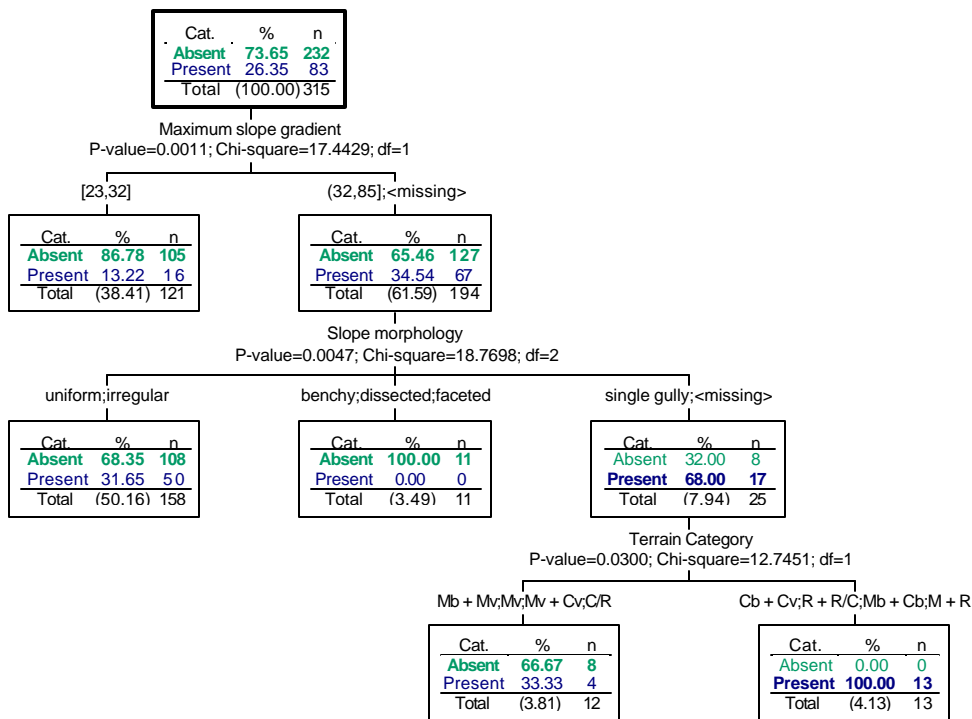 Cat. % n
Absent 73.65 232
Present 26.35 83
Total (100.00) 315
Maximum slope gradient
P-value=0.0011; Chi-square=17.4429; df=1
[23,32]
(32,85];<missing>
Cat. % n
Absent 86.78 105
Present 13.22 16
Total (38.41) 121
Cat. % n
Absent 65.46 127
Present 34.54 67
Total (61.59) 194
Slope morphology
P-value=0.0047; Chi-square=18.7698; df=2
uniform;irregular
benchy;dissected;faceted
single gully;<missing>
Cat. % n
Absent 68.35 108
Present 31.65 50
Total (50.16) 158
Cat. % n
Absent 100.00 11
Present 0.00 0
Total (3.49) 11
Cat. % n
Absent 32.00 8
Present 68.00 17
Total (7.94) 25
Terrain Category
P-value=0.0300; Chi-square=12.7451; df=1
Mb + Mv;Mv;Mv + Cv;C/R
Cb + Cv;R + R/C;Mb + Cb;M + R
Cat. % n
Absent 66.67 8
Present 33.33 4
Total (3.81) 12
Cat. % n
Absent 0.00 0
Present 100.00 13
Total (4.13) 13